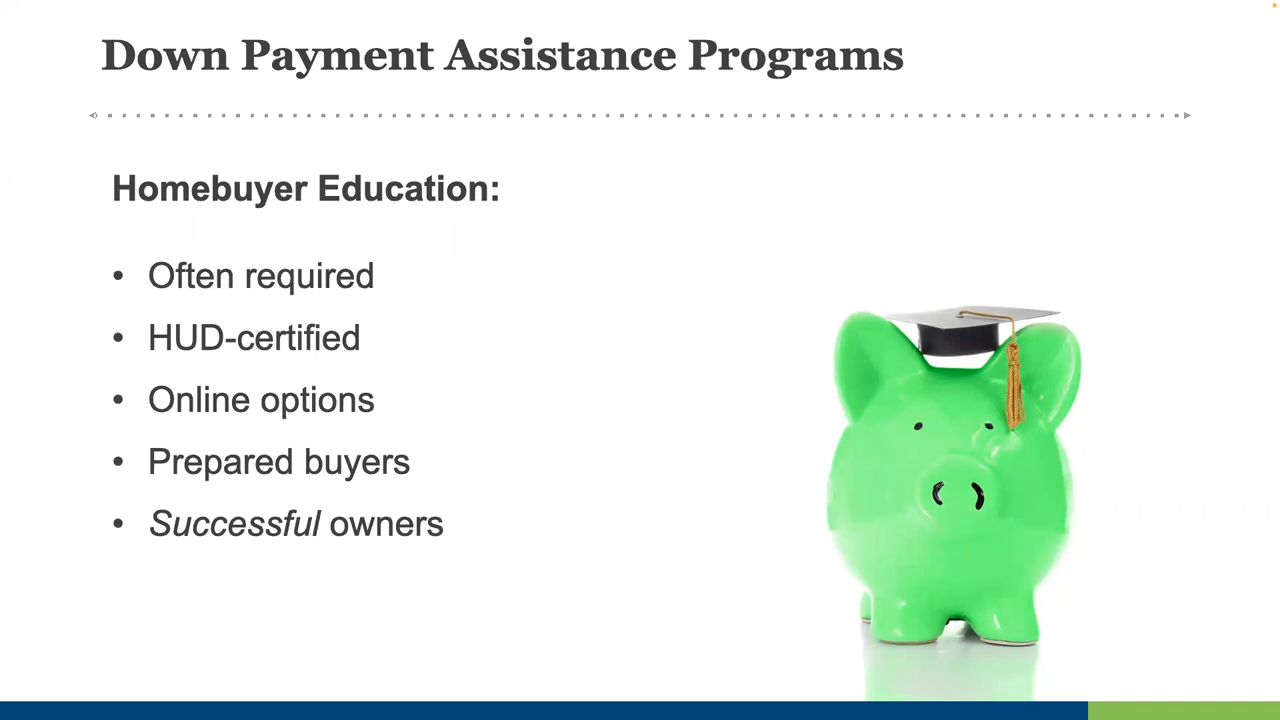 Down Payment Assistance Programs
Homebuyer Education:
• Often required
• HUD-certified
• Online options
• Prepared buyers
• Successful owners